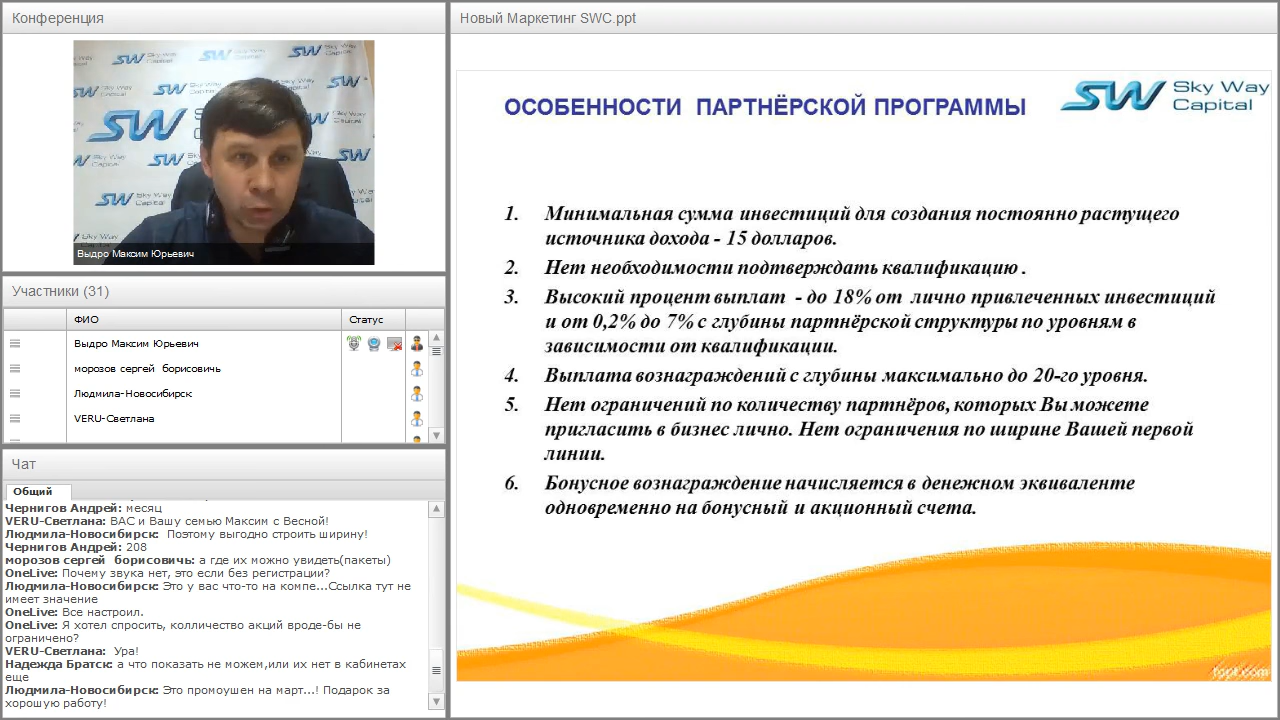 Конференция
SW
Sky Way
Capital
Выдро Максим Юрьевич
Участники (31)
ФИО
Статус
Выдро Максим Юрьевич
морозов сергей  борисовичь
Людмила-Новосибирск
VERU-Светлана
Чат
Общий
Чернигов Андрей: месяц
VERU-Светлана: ВАС и Вашу семью Максим с Весной!
Людмила-Новосибирск:  Поэтому выгодно строить ширину!
Чернигов Андрей: 208
морозов сергей  борисовичь: а где их можно увидеть(пакеты)
OneLive: Почему звука нет, это если без регистрации?
Людмила-Новосибирск: Это у вас что-то на компе...Ссылка тут не
имеет значение
OneLive: Все настроил.
OneLive: Я хотел спросить, колличество акций вроде-бы не
ограничено?
VERU-Светлана:  Ура!
Надежда Братск: а что показать не можем,или их нет в кабинетах
еще
Людмила-Новосибирск: Это промоушен на март...! Подарок за
хорошую работу!
Новый Маркетинг SWC.ppt
ОСОБЕННОСТИ  ПАРТНЁРСКОЙ ПРОГРАММЫ
SW Sky Way
Capital
1. Минимальная сумма инвестиций для создания постоянно растущего
источника дохода - 15 долларов.
2. Нет необходимости подтверждать квалификацию .
3. Высокий процент выплат  - до 18% от  лично привлеченных инвестиций
и от 0,2% до 7% с глубины партнёрской структуры по уровням в
зависимости от квалификации.
4. Выплата вознаграждений с глубины максимально до 20-го уровня.
5. Нет ограничений по количеству партнёров, которых Вы можете
пригласить в бизнес лично. Нет ограничения по ширине Вашей первой
линии.
6. Бонусное вознаграждение начисляется в денежном эквиваленте
одновременно на бонусный и акционный счета.